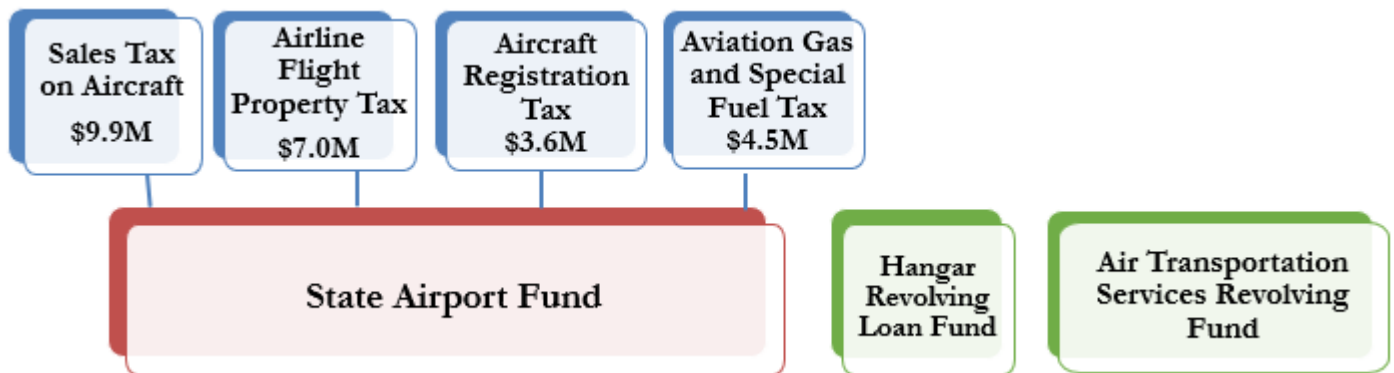 Sales Tax
on Aircraft
$9.9M
Airline
Flight
Property Tax
$7.0M
Aircraft
Registration
Tax
$3.6M
Aviation Gas
and Special
Fuel Tax
$4.5M
State Airport Fund
Hangar
Revolving
Loan Fund
Air Transportation
Services Revolving
Fund